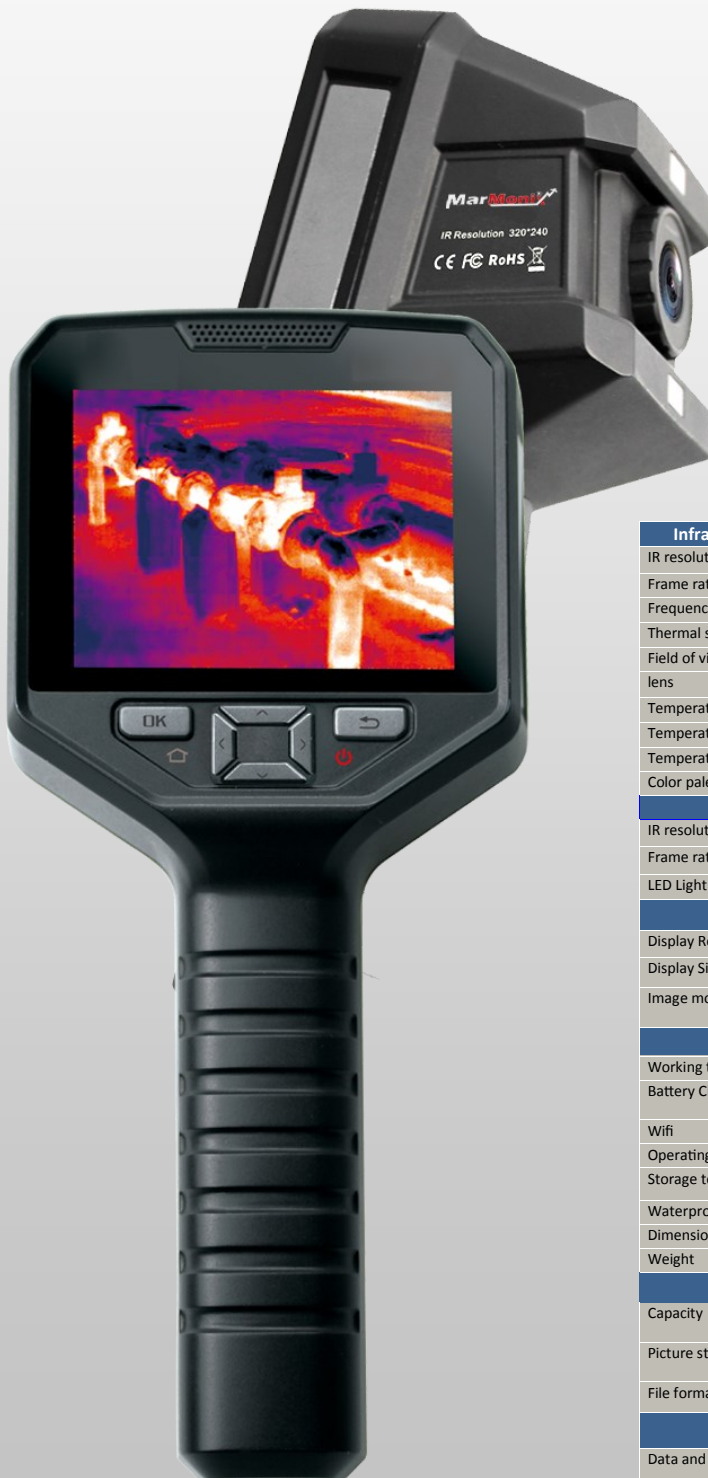 MarMonix
IR Resolution 320*240
CE FC RoHS
OK
Infra
IR resolut
Frame rat
Frequenc
Thermal s
Field of vi
lens
Temperat
Temperat
Temperat
Color pale
IR resolut
Frame rat
LED Light
Display Re
Display Si
Image mo
Working t
Battery C
Wifi
Operating
Storage te
Waterpro
Dimensio
Weight
Capacity
Picture st
File forma
Data and